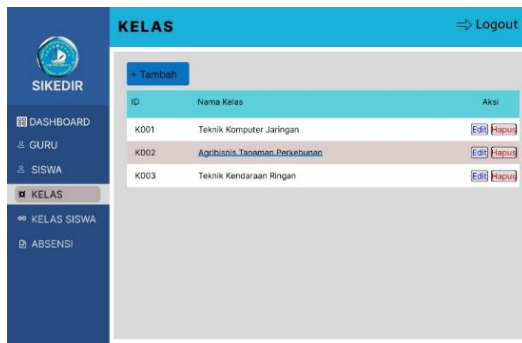 KELAS
Logout
SIKEDIR
DASHBOARD
GURU
SISWA
KELAS
KELAS SISWA
ABSENSI
+ Tambah
ID Nama Kelas Aksi
K001 Teknik Komputer Jaringan Edit Hapus
K002 Agribisnis Tanaman Perkebunan Edit Hapus
K003 Teknik Kendaraan Ringan Edit Hapus